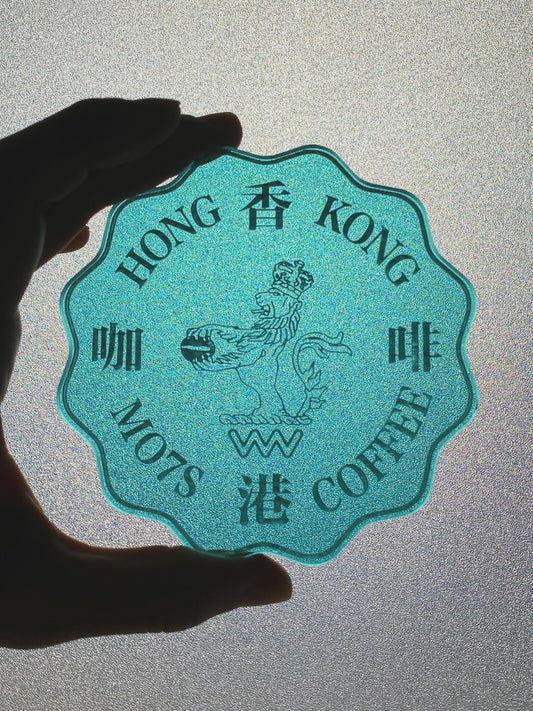 HONG 香 KONG
咖 啡
MO7S 港 COFFEE